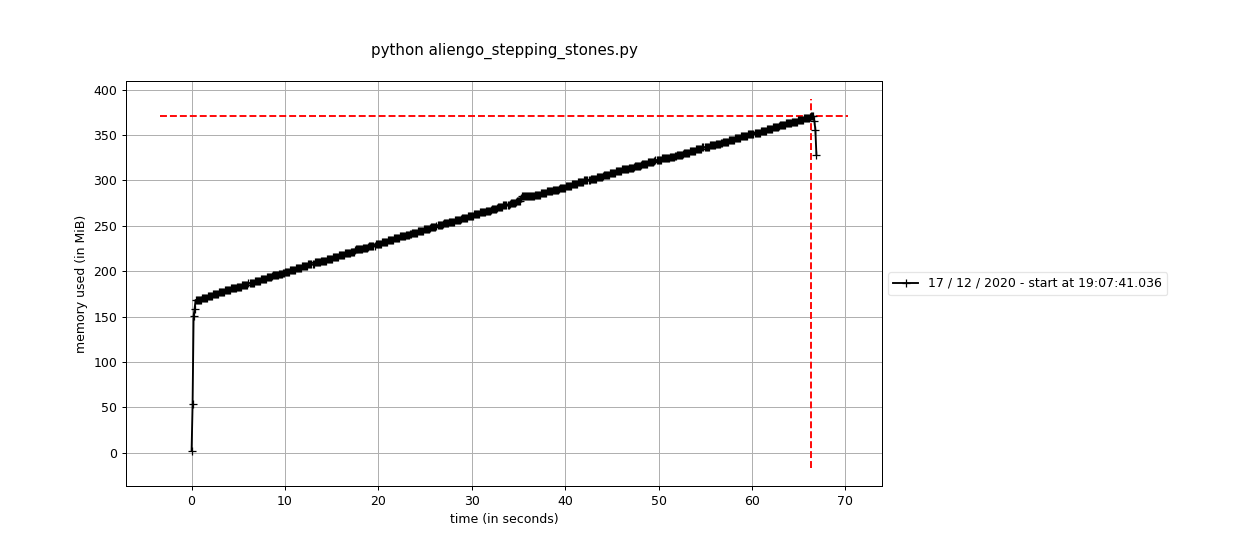 python aliengo_stepping_stones.py
400
350
300
250
200
150
100
50
0
memory used (in MiB)
0 10 20 30 40 50 60 70
time (in seconds)
17 / 12 / 2020 - start at 19:07:41.036